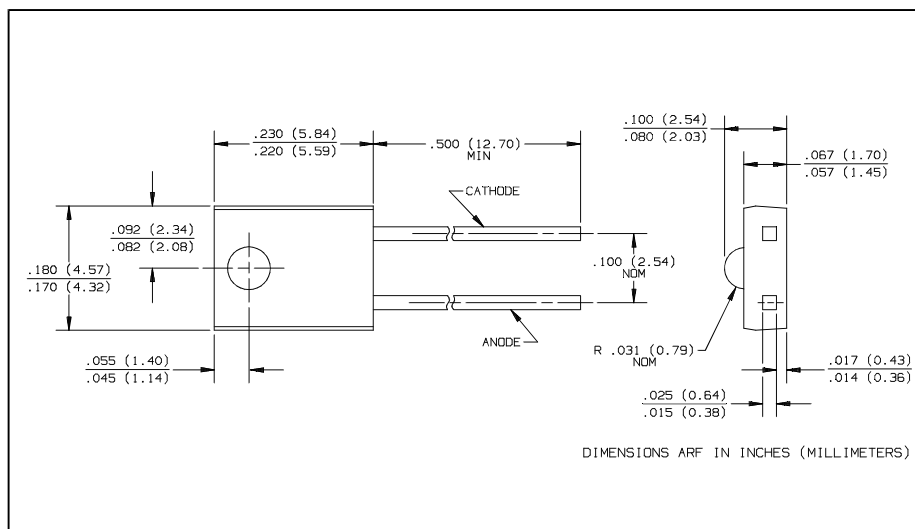 .230 (5.84)
.220 (5.59)
.500 (12.70)
MIN
CATHODE
.092 (2.34)
.082 (2.08)
.180 (4.57)
.170 (4.32)
.100 (2.54)
NOM
ANODE
.055 (1.40)
.045 (1.14)
.100 (2.54)
.080 (2.03)
.067 (1.70)
.057 (1.45)
R .031 (0.79)
NOM
.017 (0.43)
.014 (0.36)
.025 (0.64)
.015 (0.38)
DIMENSIONS ARF IN INCHES (MILLIMETERS)